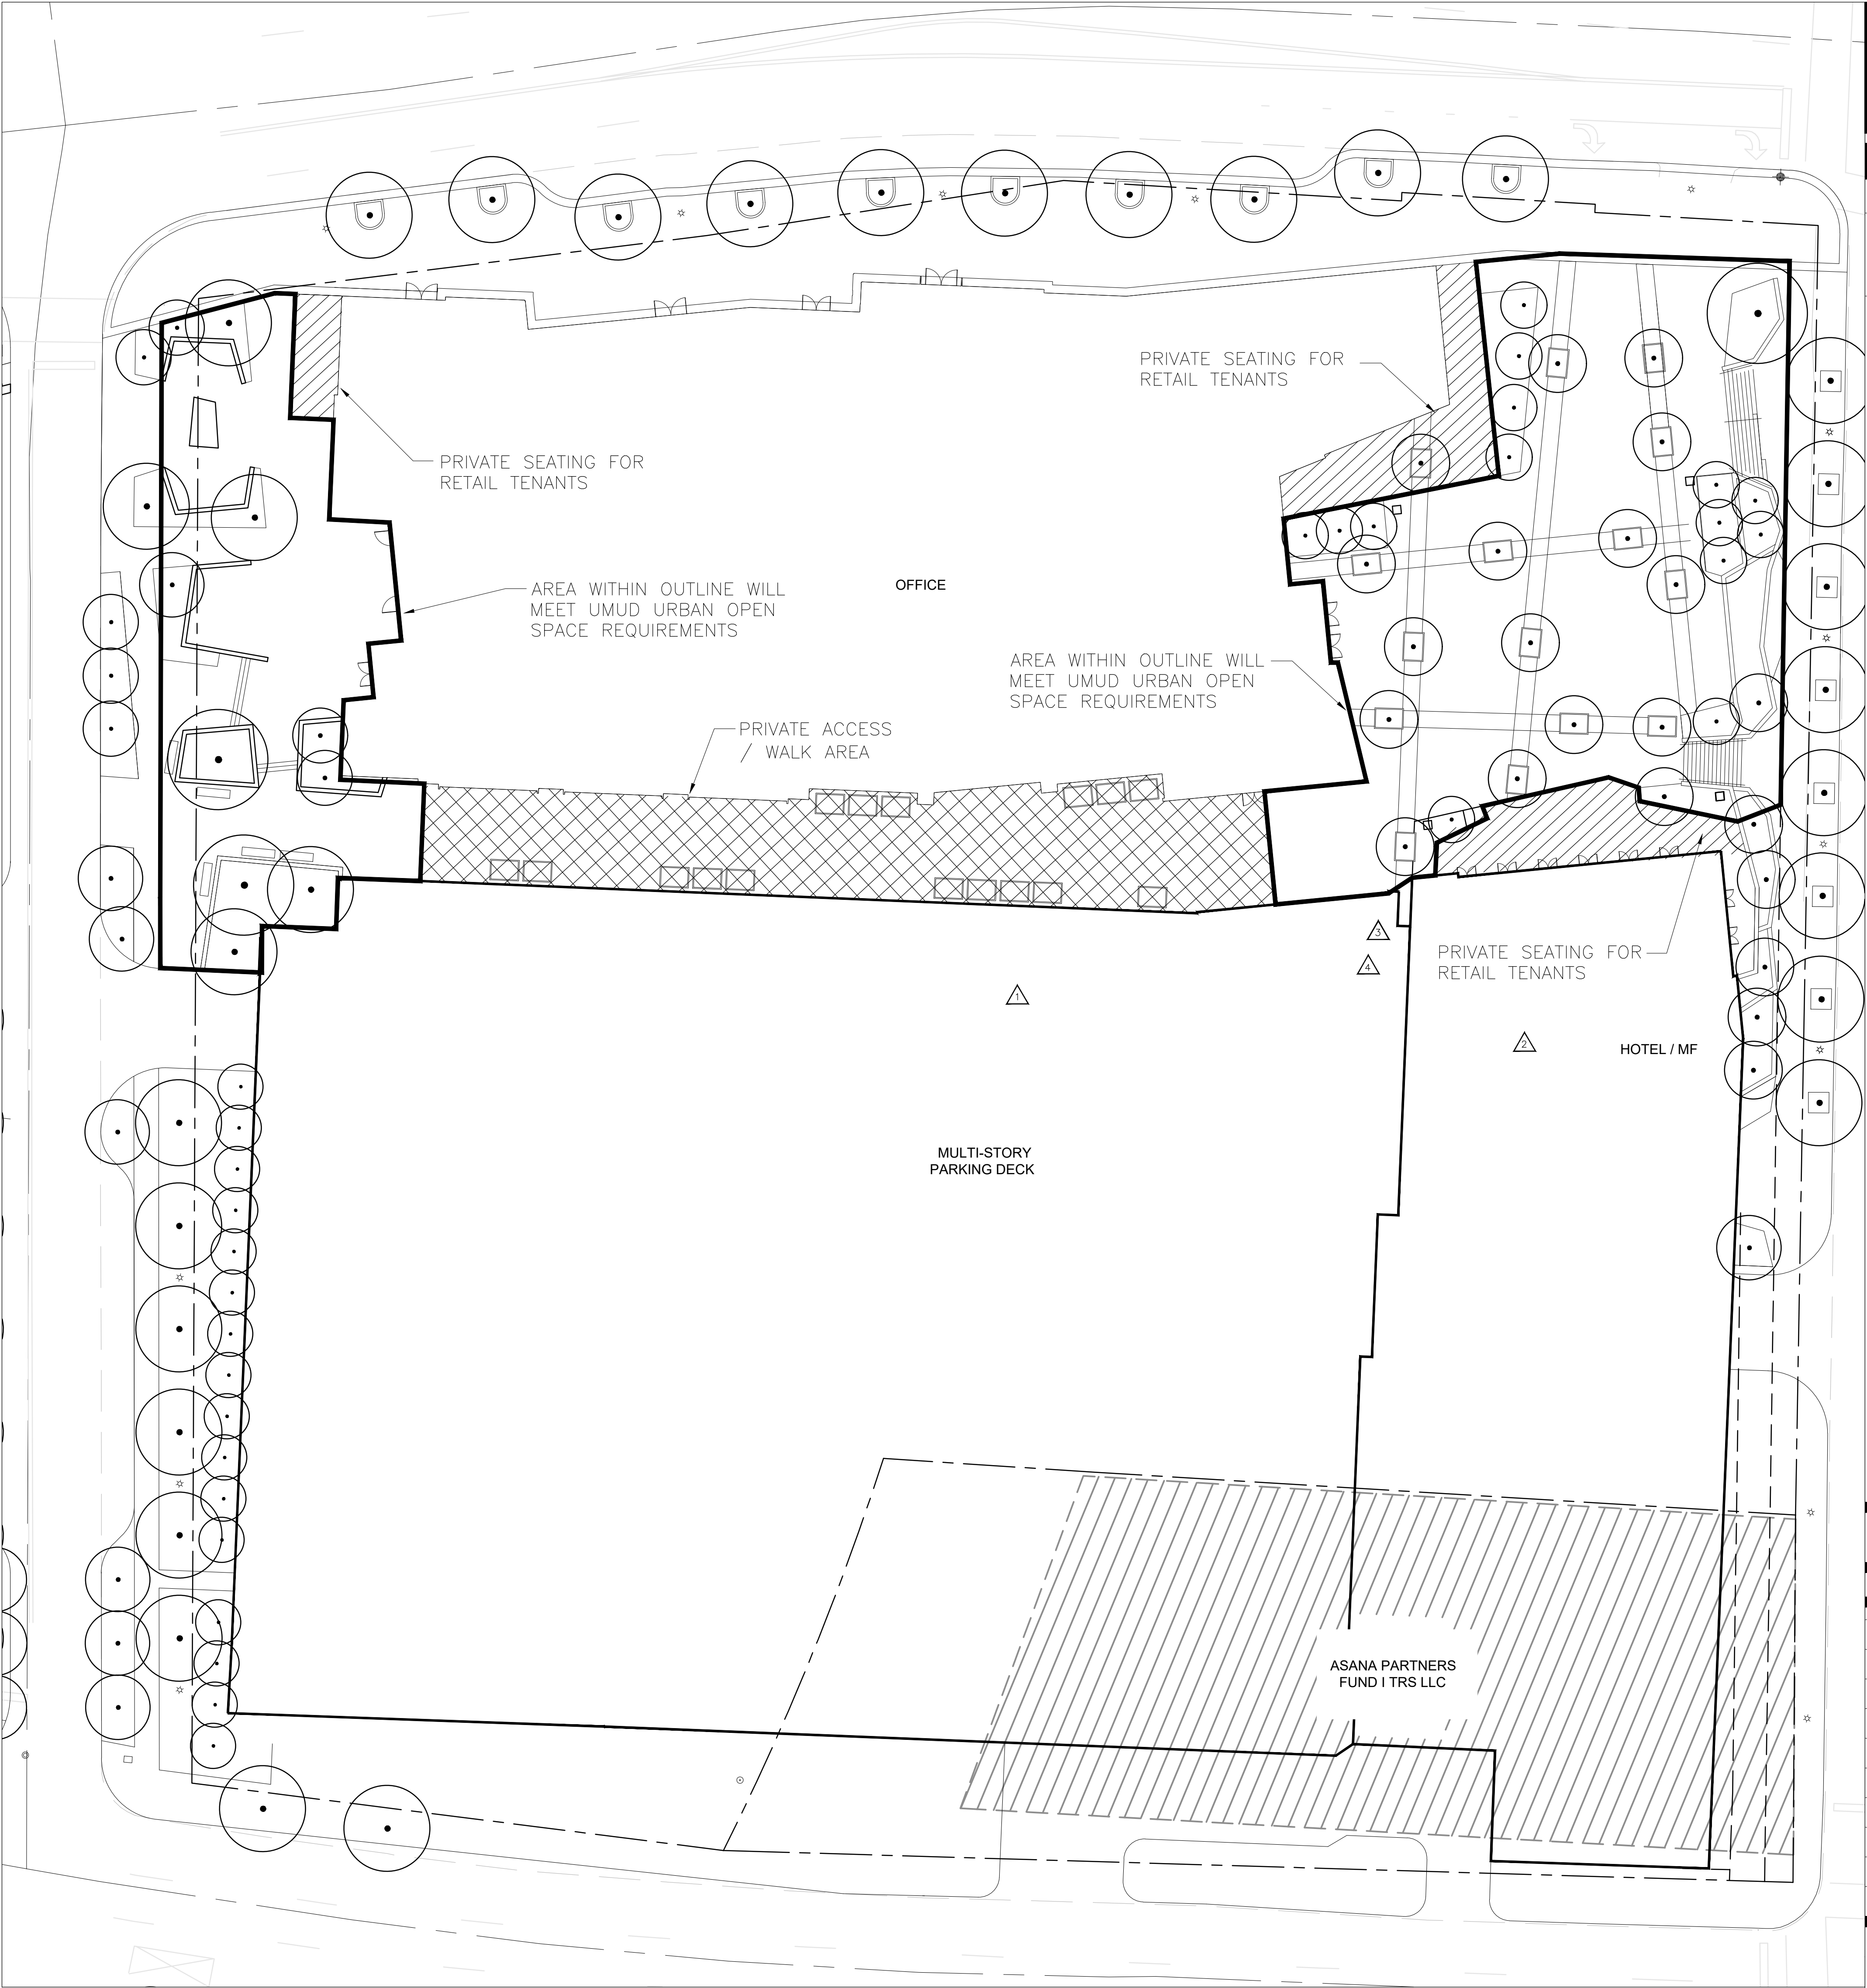 PRIVATE SEATING FOR
RETAIL TENANTS
PRIVATE SEATING FOR
RETAIL TENANTS
OFFICE
AREA WITHIN OUTLINE WILL
MEET UMUD URBAN OPEN
SPACE REQUIREMENTS
AREA WITHIN OUTLINE WILL
MEET UMUD URBAN OPEN
SPACE REQUIREMENTS
PRIVATE ACCESS
/ WALK AREA
3
4
PRIVATE SEATING FOR
RETAIL TENANTS
1
2
HOTEL / MF
MULTI-STORY
PARKING DECK
ASANA PARTNERS
FUND I TRS LLC